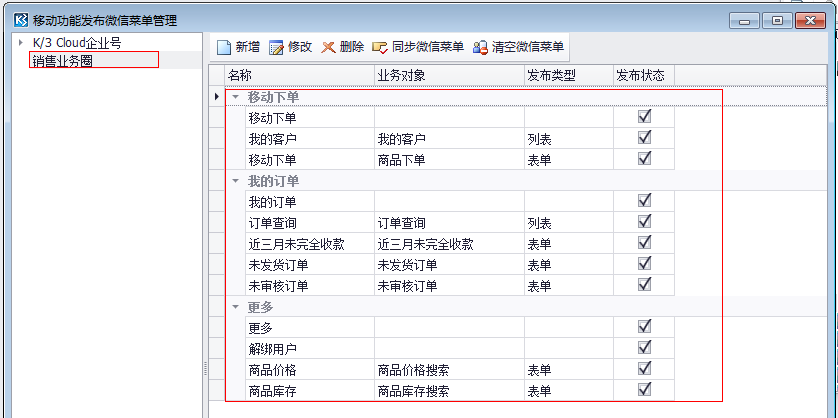 移动功能发布微信菜单管理
K/3 Cloud企业号
销售业务圈
新增 修改 删除 同步微信菜单 清空微信菜单
名称 业务对象 发布类型 发布状态
移动下单
移动下单
我的客户 我的客户 列表
移动下单 商品下单 表单
我的订单
我的订单
订单查询 订单查询 列表
近三月未完全收款 近三月未完全收款 表单
未发货订单 未发货订单 表单
未审核订单 未审核订单 表单
更多
更多
解绑用户
商品价格 商品价格搜索 表单
商品库存 商品库存搜索 表单